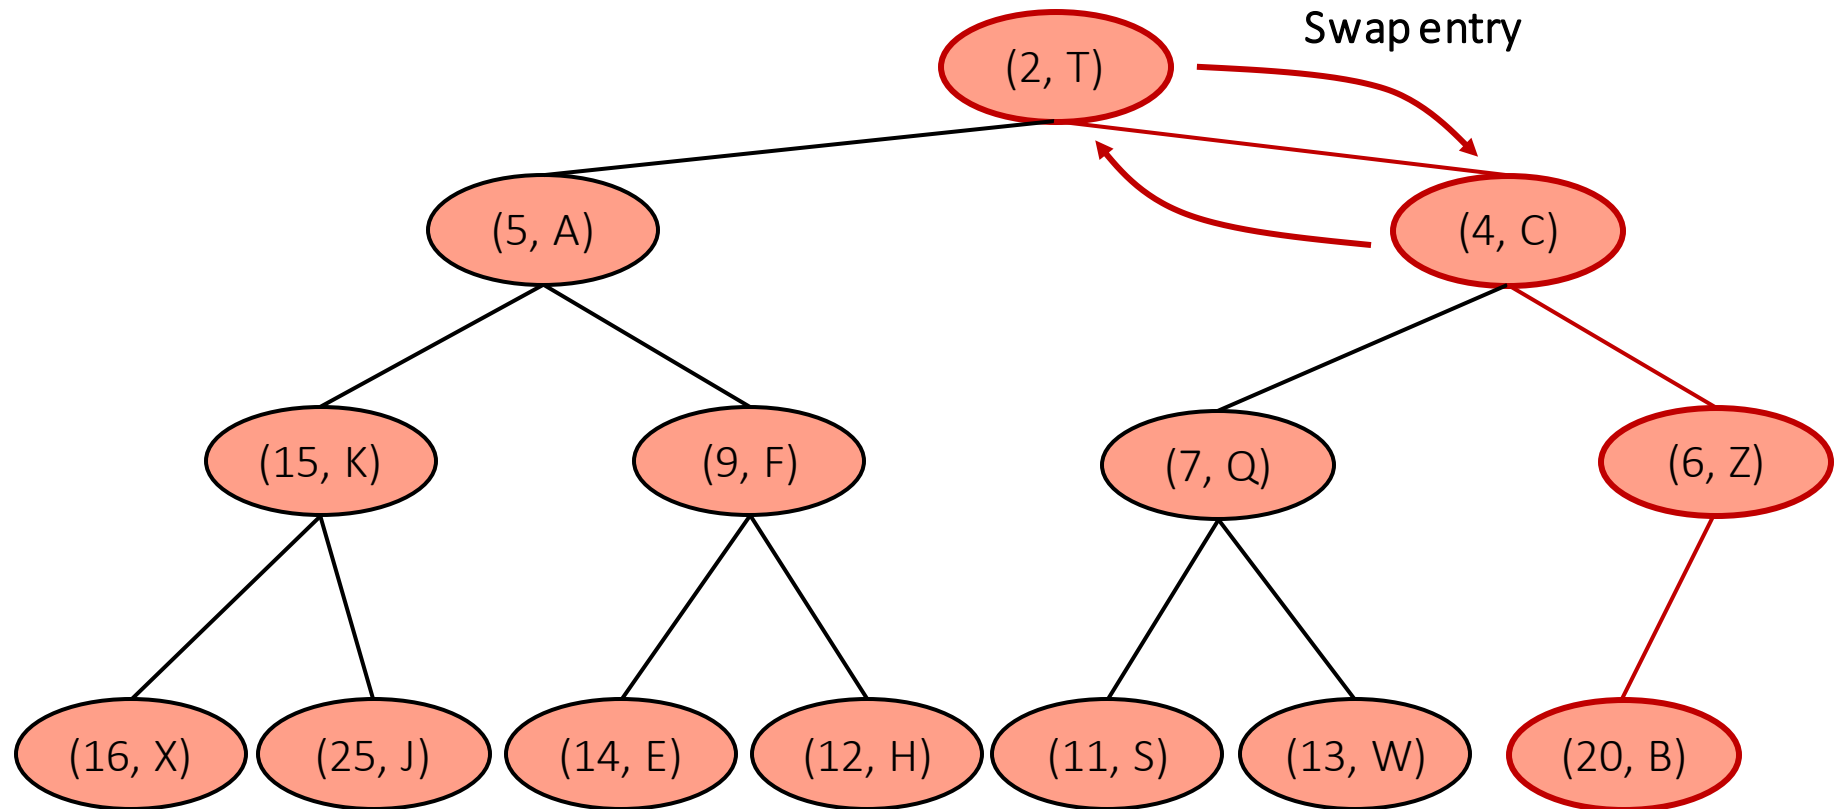 Swap entry
(2, T)
(5, A)
(4, C)
(15, K)
(9, F)
(7, Q)
(6, Z)
(16, X)
(25, J)
(14, E)
(12, H)
(11, S)
(13, W)
(20, B)